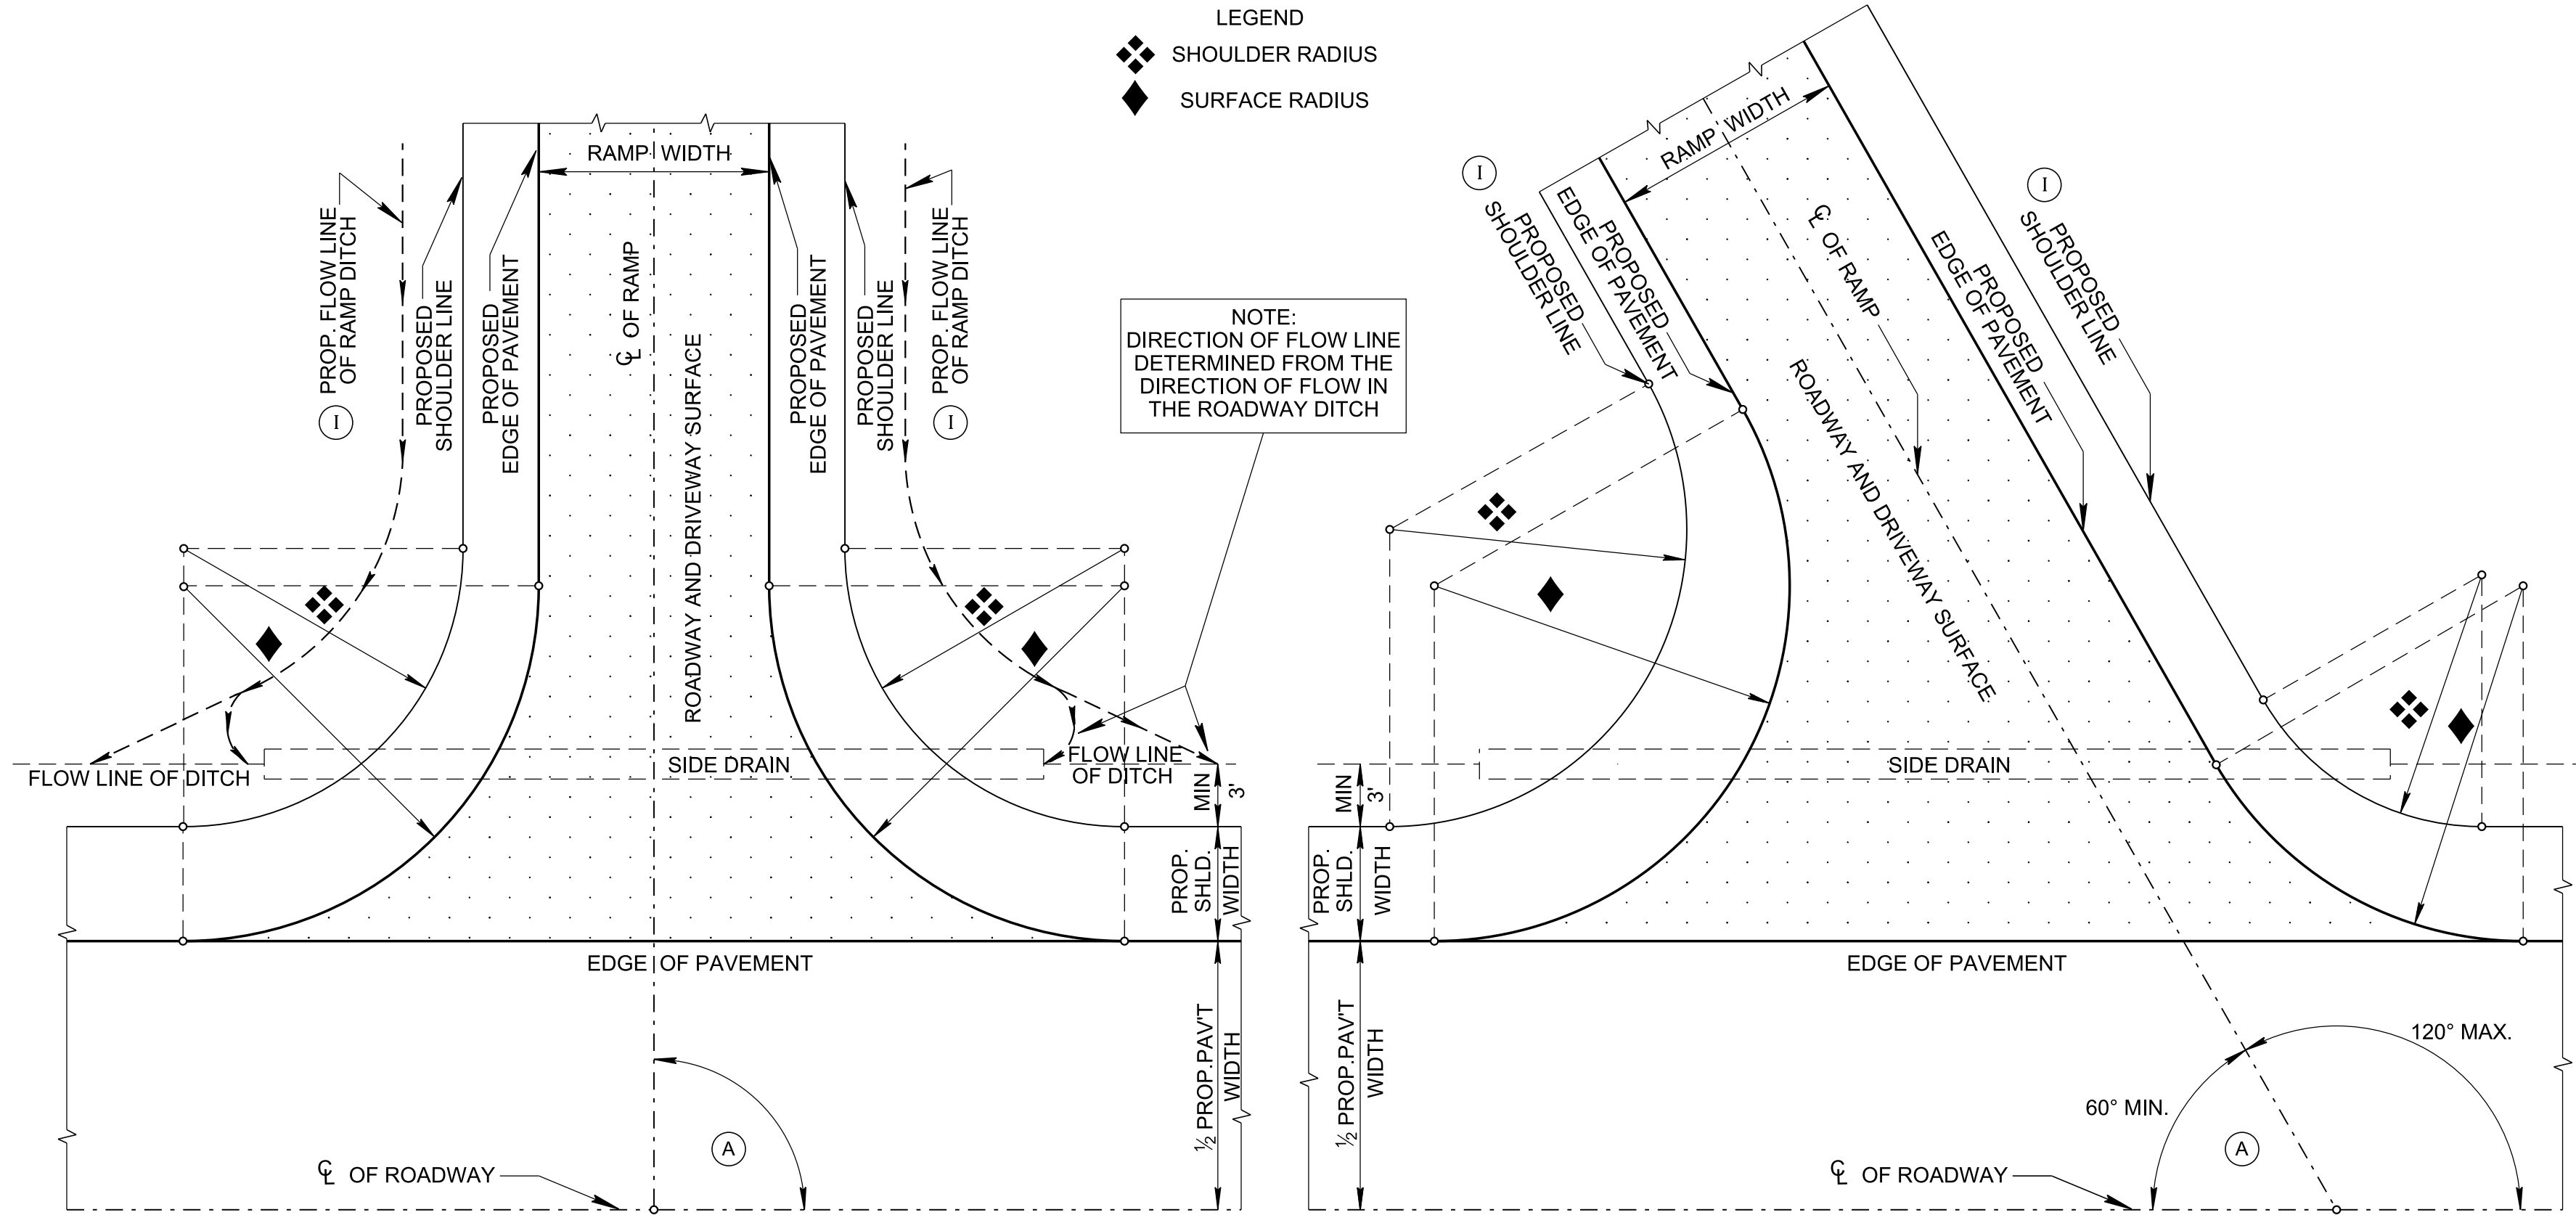 LEGEND
SHOULDER RADIUS
SURFACE RADIUS
RAMP WIDTH
PROP. FLOW LINE
OF RAMP DITCH
I
PROPOSED
SHOULDER LINE
PROPOSED
EDGE OF PAVEMENT
℄ OF RAMP
ROADWAY AND DRIVEWAY SURFACE
PROPOSED
EDGE OF PAVEMENT
PROPOSED
SHOULDER LINE
PROP. FLOW LINE
OF RAMP DITCH
I
NOTE:
DIRECTION OF FLOW LINE
DETERMINED FROM THE
DIRECTION OF FLOW IN
THE ROADWAY DITCH
FLOW LINE OF DITCH
SIDE DRAIN
FLOW LINE
OF DITCH
MIN
3'
PROP.
SHLD.
WIDTH
EDGE OF PAVEMENT
½ PROP.PAV'T
WIDTH
A
℄ OF ROADWAY
RAMP WIDTH
I
PROPOSED
SHOULDER LINE
PROPOSED
EDGE OF PAVEMENT
℄ OF RAMP
ROADWAY AND DRIVEWAY SURFACE
PROPOSED
EDGE OF PAVEMENT
I
PROPOSED
SHOULDER LINE
SIDE DRAIN
MIN
3'
PROP.
SHLD.
WIDTH
EDGE OF PAVEMENT
½ PROP.PAV'T
WIDTH
120° MAX.
60° MIN.
A
℄ OF ROADWAY